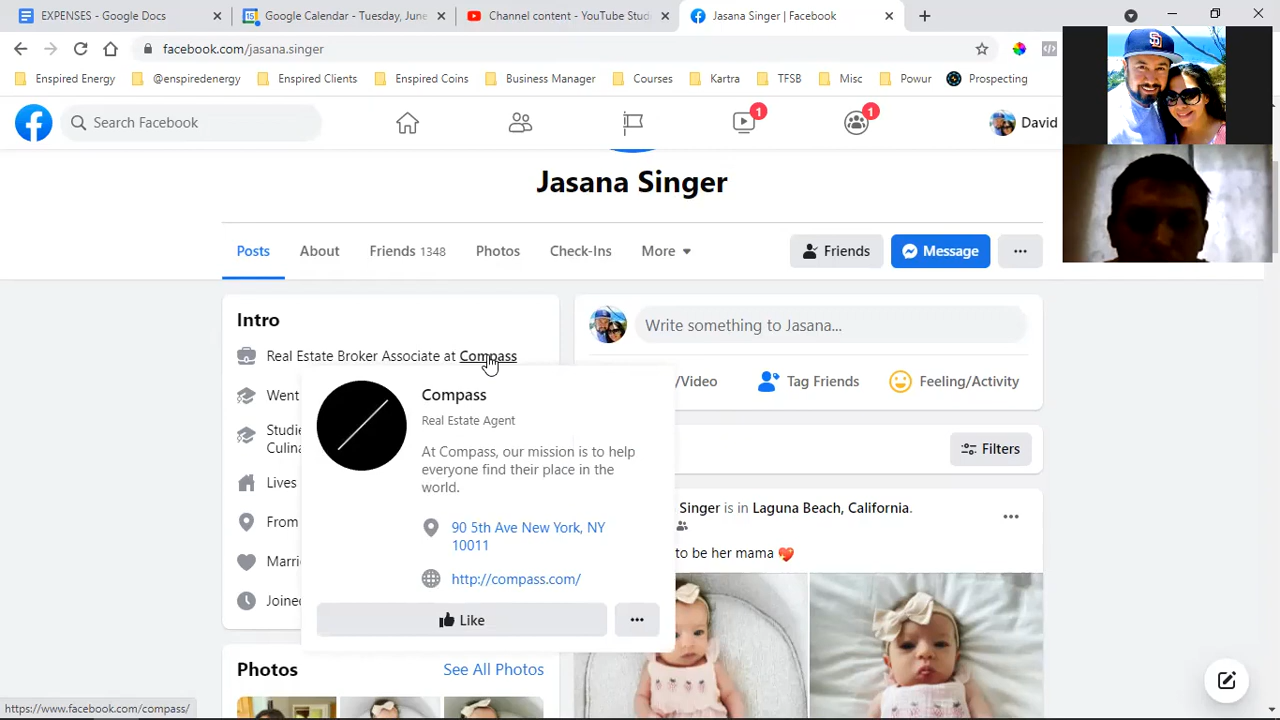 EXPENSES - Google Docs
Google Calendar - Tuesday, June
Channel content - YouTube Stud
Jasana Singer | Facebook
facebook.com/jasana.singer
Enspired Energy
@enspiredenergy
Enspired Clients
Enspired Coins
Business Manager
Courses
Kartra
TFSB
Misc
Powur
Prospecting
Search Facebook
1
1
David
Jasana Singer
Posts
About
Friends 1348
Photos
Check-Ins
More
Friends
Message
Intro
Real Estate Broker Associate at Compass
Went
Studie
Culina
Lives
From
Marrie
Joined
Compass
Real Estate Agent
At Compass, our mission is to help
everyone find their place in the
world.
90 5th Ave New York, NY
10011
http://compass.com/
Like
Photos
See All Photos
Write something to Jasana...
/Video
Tag Friends
Feeling/Activity
Filters
Singer is in Laguna Beach, California.
to be her mama
https://www.facebook.com/compass/